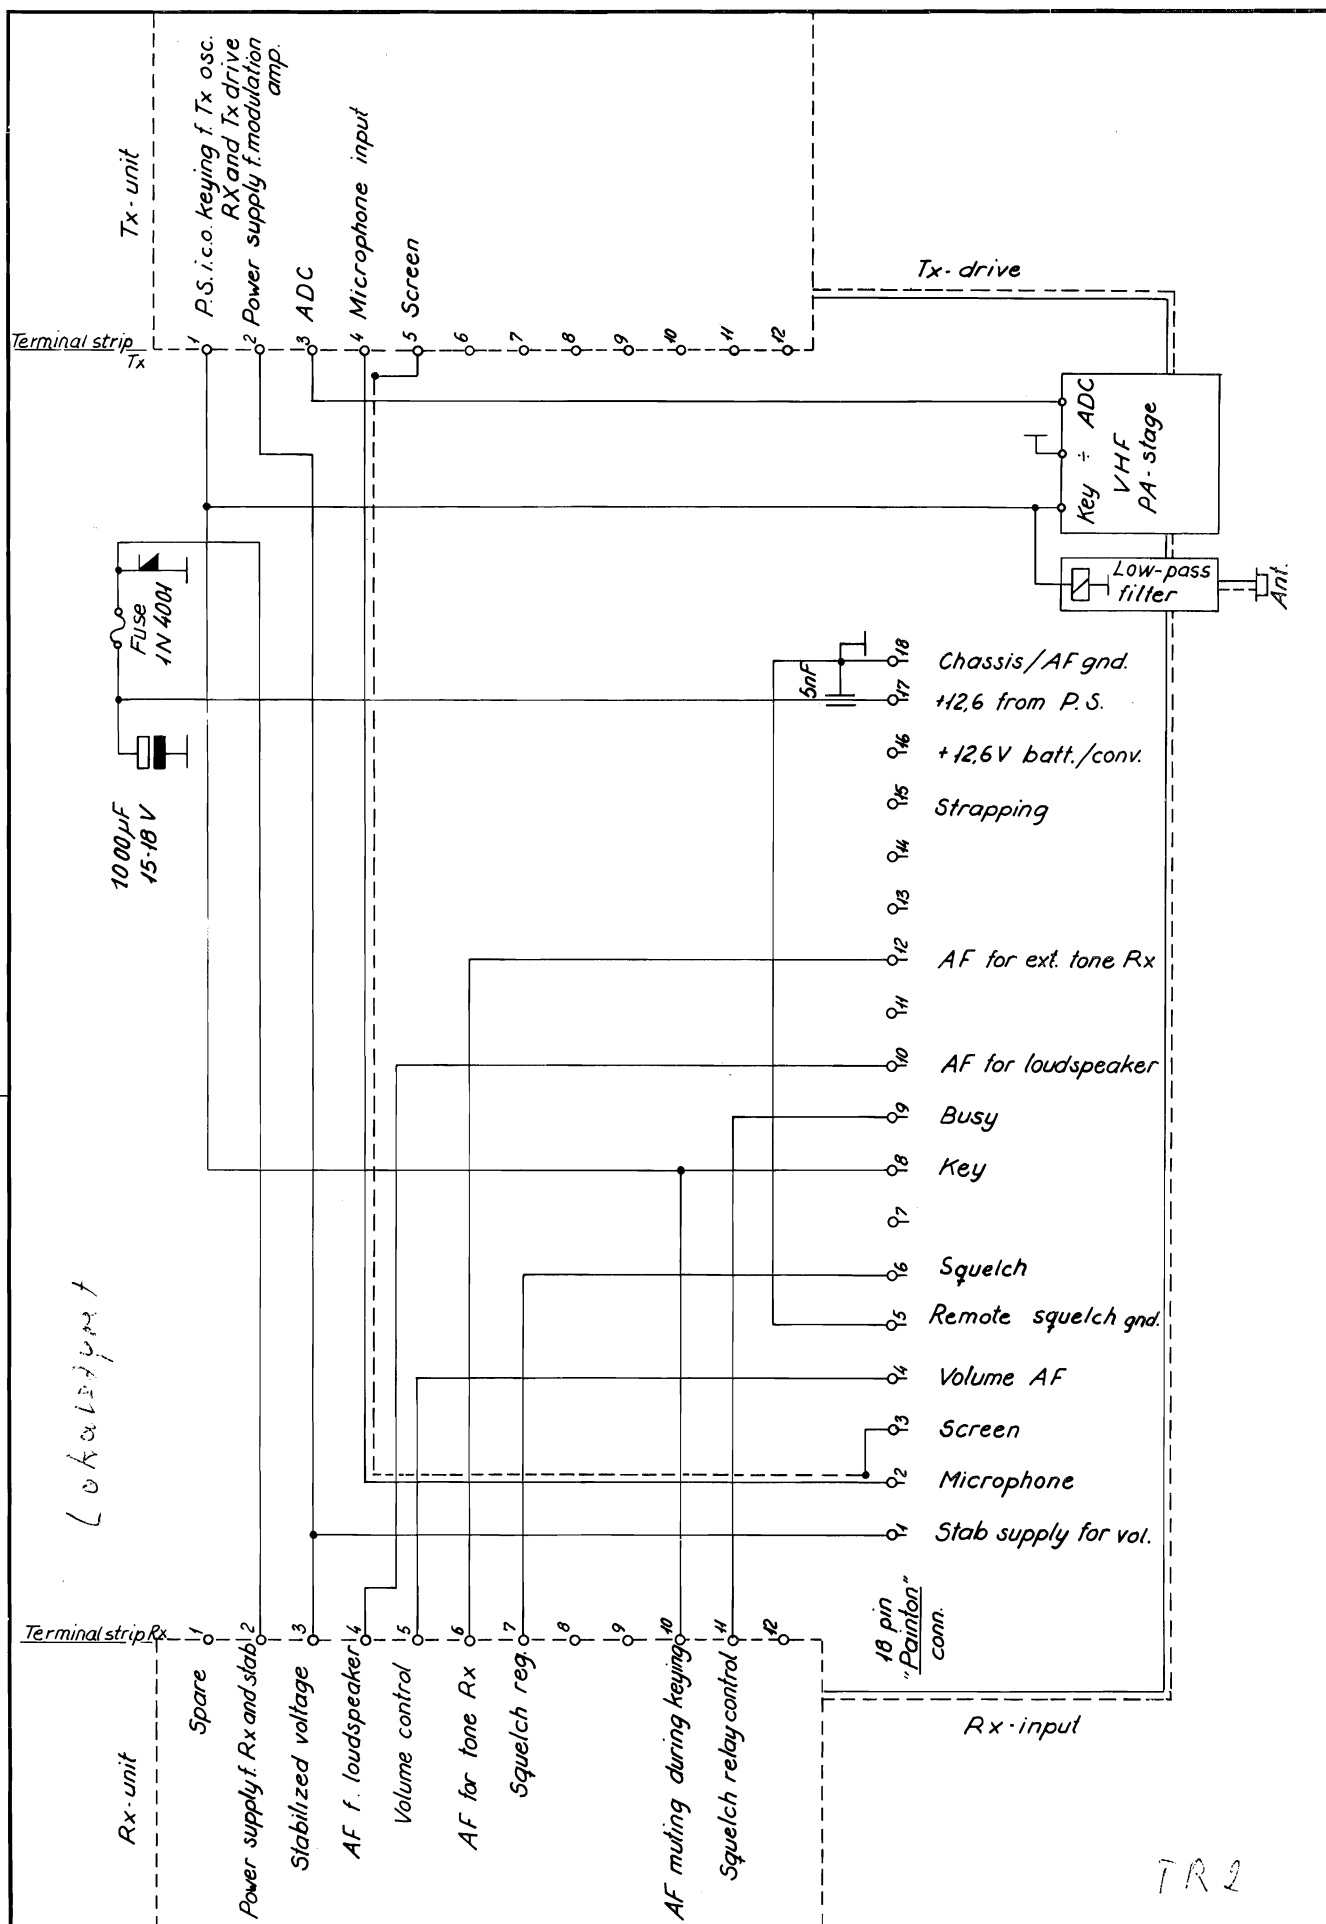 Tx-unit
P.S.i.c.o. keying f. Tx osc.
RX and Tx drive
Power supply f. modulation
amp.
ADC
Microphone input
Screen
Terminal strip
Tx
1
2
3
4
5
6
7
8
9
10
11
12
Tx-drive
Key ÷ ADC
VHF
PA-stage
Low-pass
filter
Ant.
Fuse
1N 4001
1000µF
15-18 V
5nF
18 Chassis/AF gnd.
17 +12,6 from P.S.
16 +12,6V batt./conv.
15 Strapping
14
13
12 AF for ext. tone Rx
11
10 AF for loudspeaker
9 Busy
8 Key
7
6 Squelch
5 Remote squelch gnd.
4 Volume AF
3 Screen
2 Microphone
1 Stab supply for vol.
18 pin
"Painton"
conn.
Terminal strip Rx
1
2
3
4
5
6
7
8
9
10
11
12
Spare
Power supply f. Rx and stab
Stabilized voltage
AF f. loudspeaker
Volume control
AF for tone Rx
Squelch reg.
AF muting during keying
Squelch relay control
Rx-unit
Rx-input
TR2